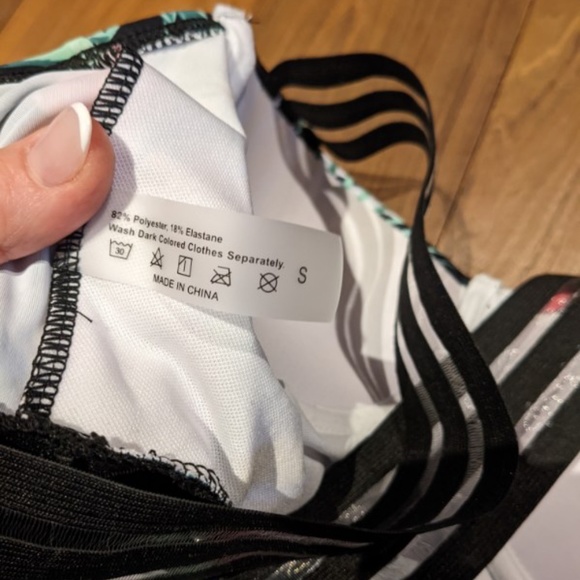 82% Polyester, 18% Elastane
Wash Dark Colored Clothes Separately
30
S
MADE IN CHINA